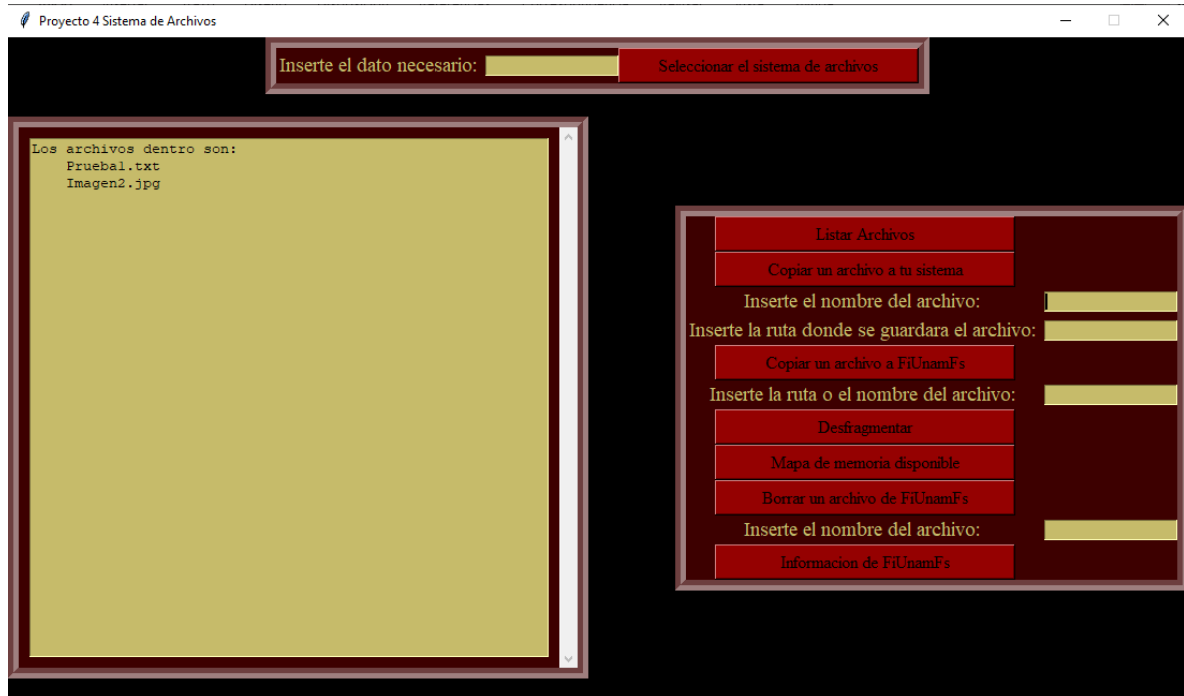 Proyecto 4 Sistema de Archivos
Inserte el dato necesario:
Seleccionar el sistema de archivos
Los archivos dentro son:
Prueba1.txt
Imagen2.jpg
Listar Archivos
Copiar un archivo a tu sistema
Inserte el nombre del archivo:
Inserte la ruta donde se guardara el archivo:
Copiar un archivo a FiUnamFs
Inserte la ruta o el nombre del archivo:
Desfragmentar
Mapa de memoria disponible
Borrar un archivo de FiUnamFs
Inserte el nombre del archivo:
Informacion de FiUnamFs